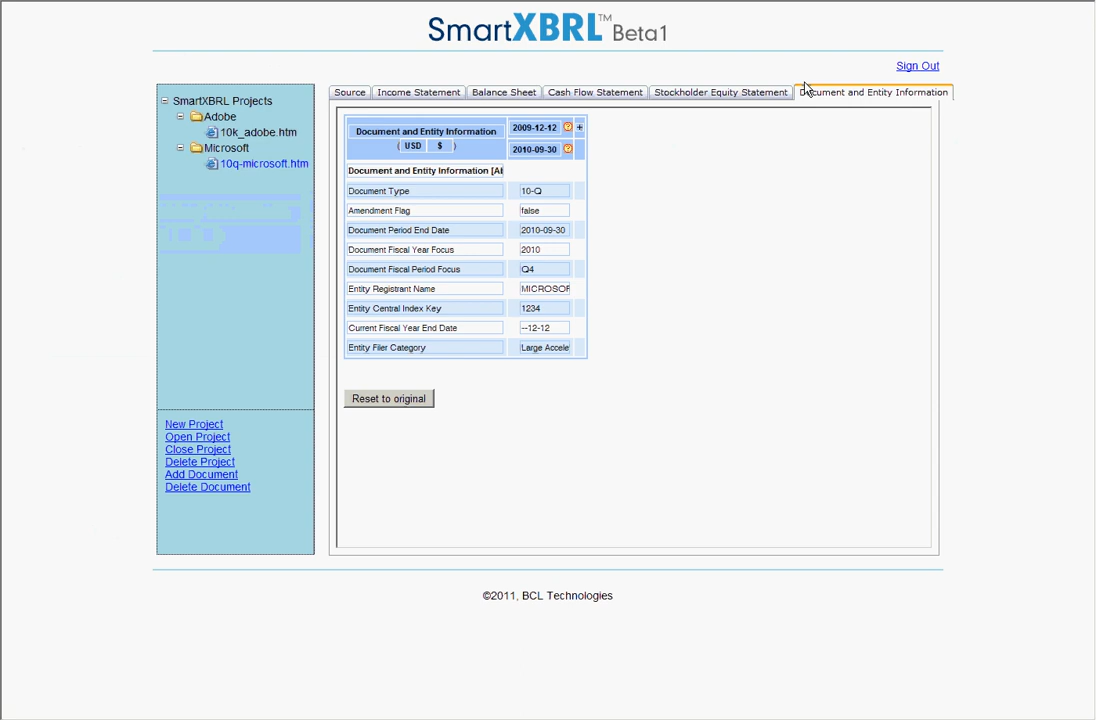 SmartXBRL™ Beta1
Sign Out
SmartXBRL Projects
Adobe
10k_adobe.htm
Microsoft
10q-microsoft.htm
New Project
Open Project
Close Project
Delete Project
Add Document
Delete Document
Source Income Statement Balance Sheet Cash Flow Statement Stockholder Equity Statement Document and Entity Information
Document and Entity Information 2009-12-12 +
( USD $ ) 2010-09-30
Document and Entity Information [Al
Document Type 10-Q
Amendment Flag false
Document Period End Date 2010-09-30
Document Fiscal Year Focus 2010
Document Fiscal Period Focus Q4
Entity Registrant Name MICROSOF
Entity Central Index Key 1234
Current Fiscal Year End Date --12-12
Entity Filer Category Large Accele
Reset to original
©2011, BCL Technologies